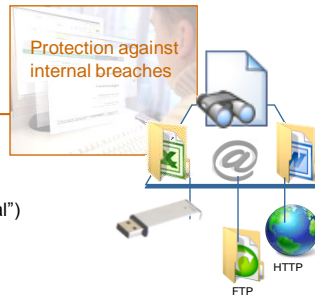 Protection against
internal breaches
al”)
HTTP
FTP